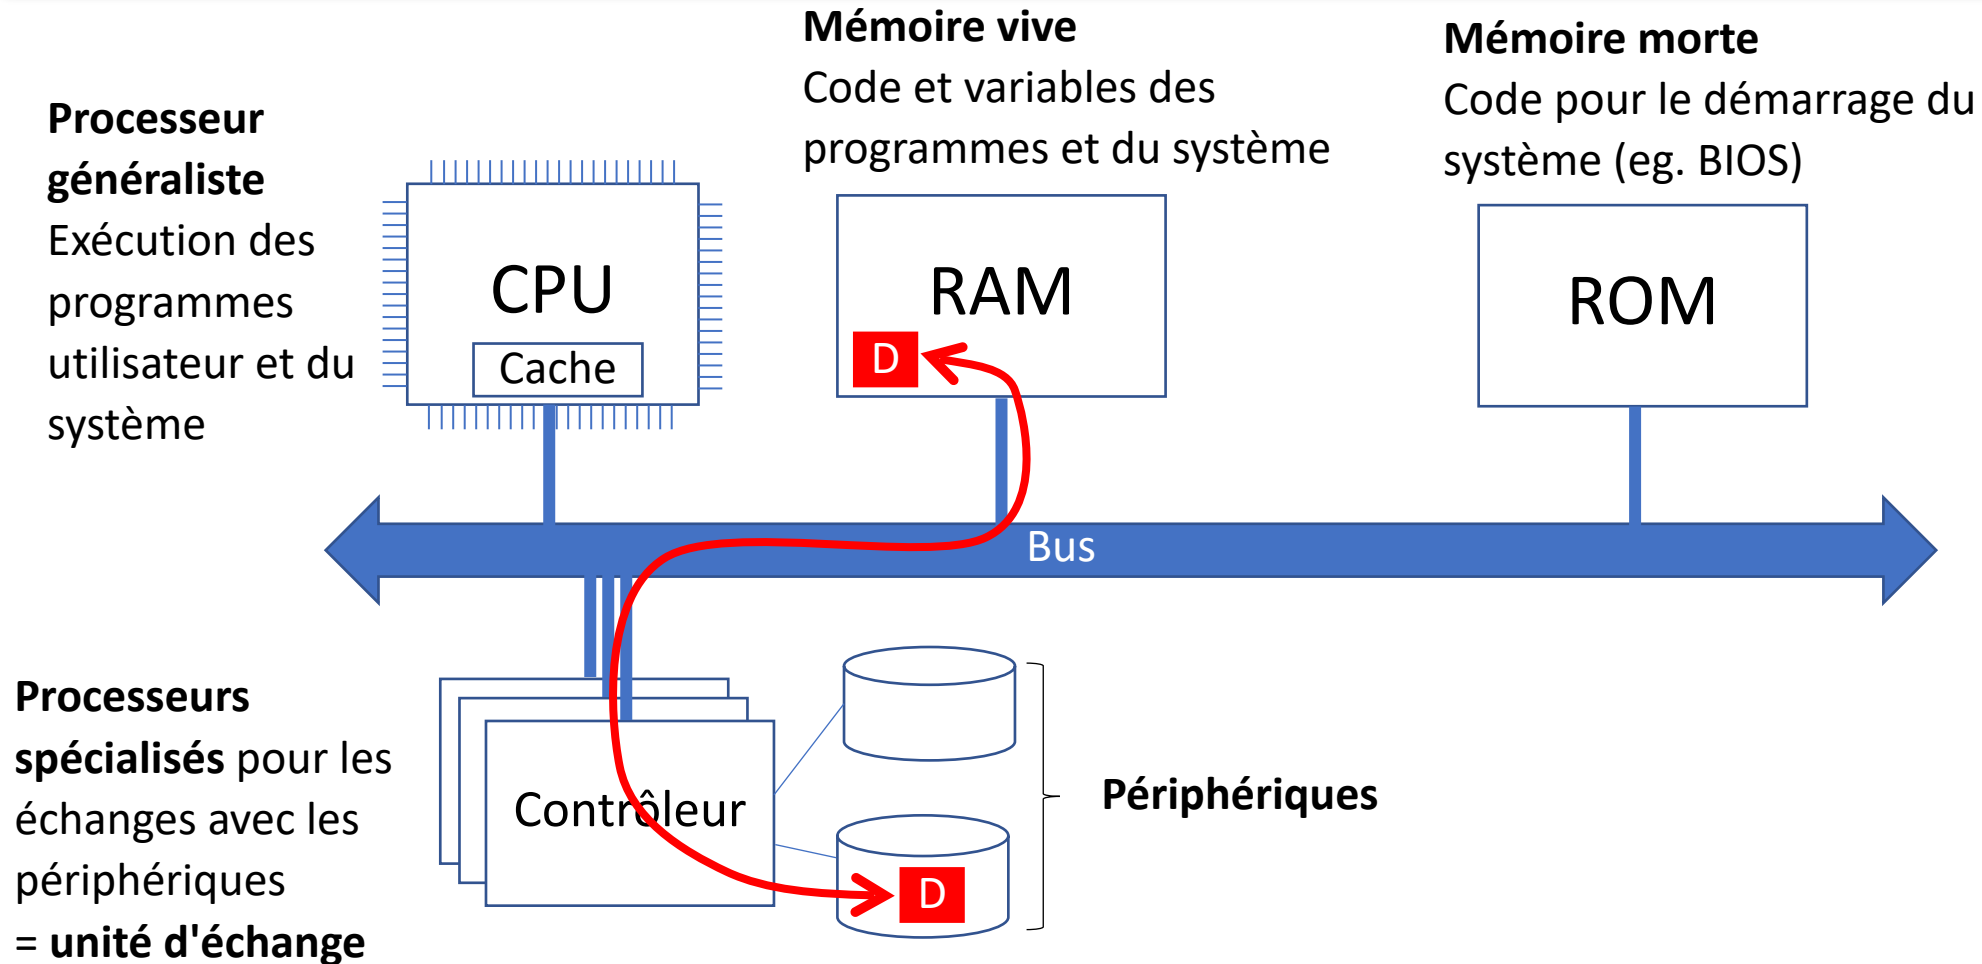 Processeur
généraliste
Exécution des
programmes
utilisateur et du
système
CPU
Cache
Mémoire vive
Code et variables des
programmes et du système
RAM
D
Mémoire morte
Code pour le démarrage du
système (eg. BIOS)
ROM
Bus
Processeurs
spécialisés pour les
échanges avec les
périphériques
= unité d'échange
Contrôleur
D
Périphériques